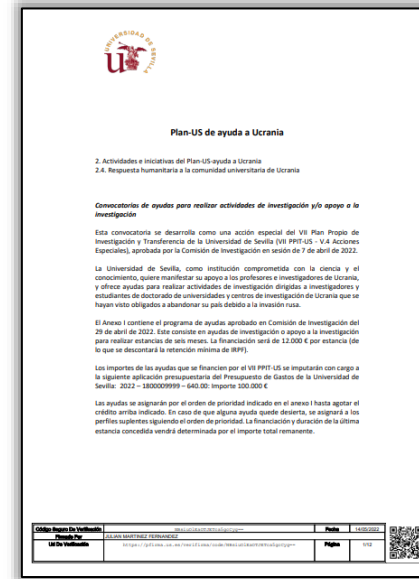 UNIVERSIDAD DE SEVILLA
Plan-US de ayuda a Ucrania
2. Actividades e iniciativas del Plan-US-ayuda a Ucrania
2.4. Respuesta humanitaria a la comunidad universitaria de Ucrania
Convocatorias de ayudas para realizar actividades de investigación y/o apoyo a la
investigación
Esta convocatoria se desarrolla como una acción especial del VII Plan Propio de
Investigación y Transferencia de la Universidad de Sevilla (VII PPIT-US - V.4 Acciones
Especiales), aprobada por la Comisión de Investigación en sesión de 7 de abril de 2022.
La Universidad de Sevilla, como institución comprometida con la ciencia y el
conocimiento, quiere manifestar su apoyo a los profesores e investigadores de Ucrania,
y ofrece ayudas para realizar actividades de investigación dirigidas a investigadores y
estudiantes de doctorado de universidades y centros de investigación de Ucrania que se
hayan visto obligados a abandonar su país debido a la invasión rusa.
El Anexo I contiene el programa de ayudas aprobado en Comisión de Investigación del
29 de abril de 2022. Este consiste en ayudas de investigación o apoyo a la investigación
para realizar estancias de seis meses. La financiación será de 12.000 € por estancia (de
lo que se descontará la retención mínima de IRPF).
Los importes de las ayudas que se financien por el VII PPIT-US se imputarán con cargo a
la siguiente aplicación presupuestaria del Presupuesto de Gastos de la Universidad de
Sevilla: 2022 – 1800009999 – 640.00: Importe 100.000 €
Las ayudas se asignarán por el orden de prioridad indicado en el anexo I hasta agotar el
crédito arriba indicado. En caso de que alguna ayuda quede desierta, se asignará a los
perfiles suplentes siguiendo el orden de prioridad. La financiación y duración de la última
estancia concedida vendrá determinada por el importe total remanente.
Código Seguro De Verificación Fecha 14/05/2022
Firmado Por JULIAN MARTINEZ FERNANDEZ
Url De Verificación Página 1/12